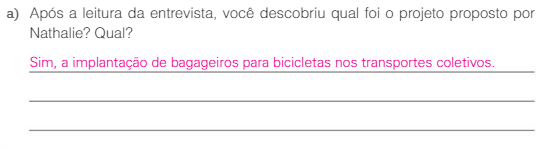 a) Após a leitura da entrevista, você descobriu qual foi o projeto proposto por
Nathalie? Qual?
Sim, a implantação de bagageiros para bicicletas nos transportes coletivos.